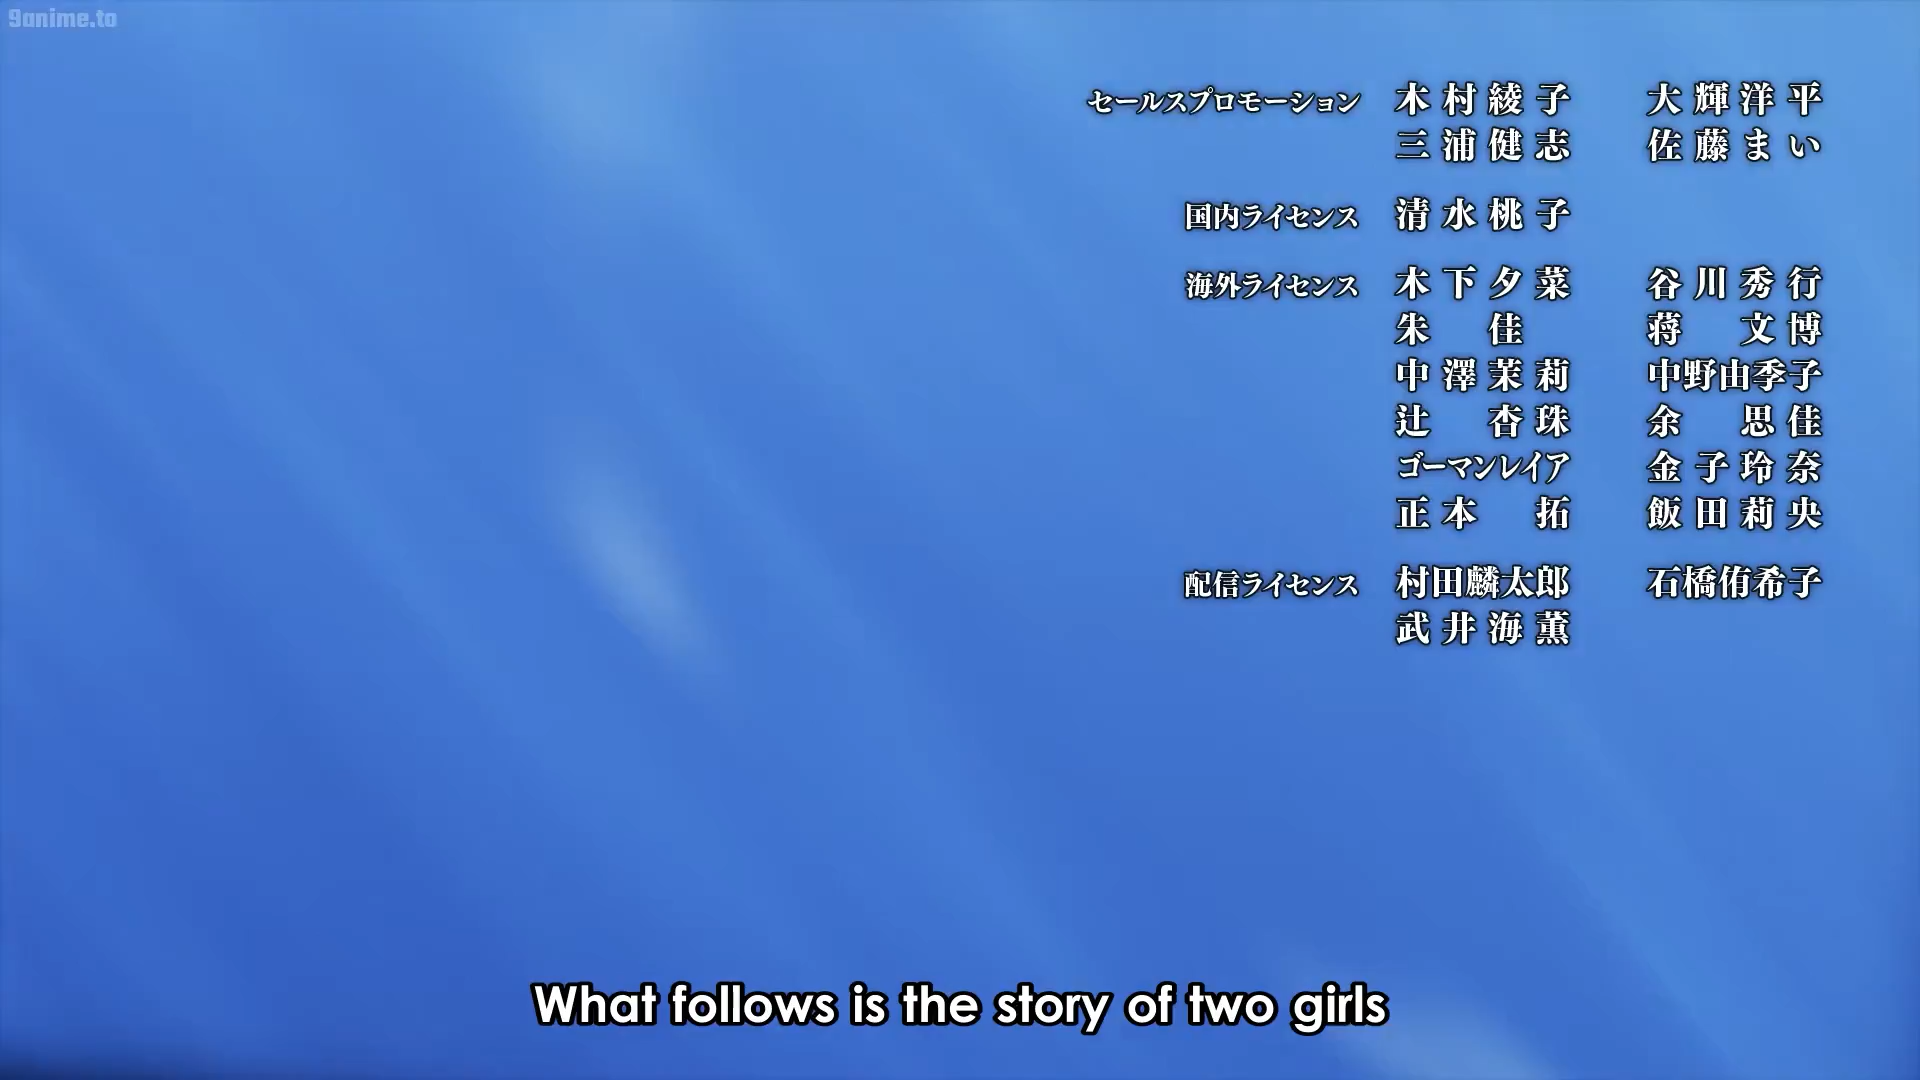 9anime.to
セールスプロモーション 木村綾子 大輝洋平
三浦健志 佐藤まい
国内ライセンス 清水桃子
海外ライセンス 木下夕菜 谷川秀行
朱佳 蒋文博
中澤茉莉 中野由季子
辻杏珠 余思佳
ゴーマンレイア 金子玲奈
正本拓 飯田莉央
配信ライセンス 村田麟太郎 石橋侑希子
武井海薫
What follows is the story of two girls